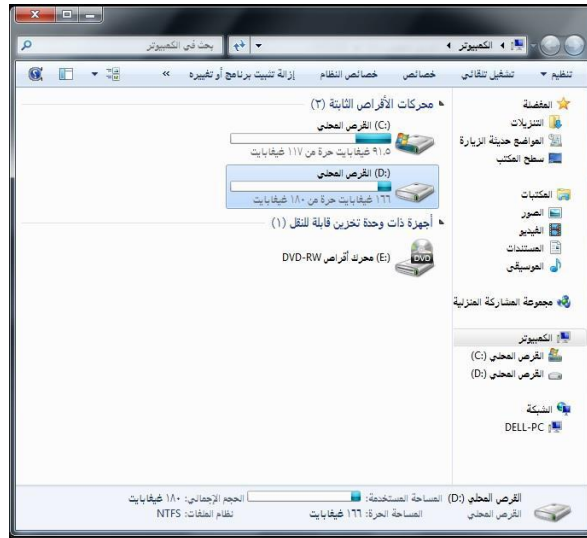 الكمبيوتر
بحث في الكمبيوتر
تنظيم
تشغيل تلقائي
خصائص
خصائص النظام
إزالة تثبيت برنامج أو تغييره
»
المفضلة
التنزيلات
المواضع حديثة الزيارة
سطح المكتب
المكتبات
الصور
الفيديو
المستندات
الموسيقى
مجموعة المشاركة المنزلية
الكمبيوتر
القرص المحلي (C:)
القرص المحلي (D:)
الشبكة
DELL-PC
محركات الأقراص الثابتة (٣)
القرص المحلي (C:)
٩١.٥ غيغابايت حرة من ١١٧ غيغابايت
القرص المحلي (D:)
١٦٦ غيغابايت حرة من ١٨٠ غيغابايت
أجهزة ذات وحدة تخزين قابلة للنقل (١)
DVD
محرك أقراص DVD-RW (E:)
القرص المحلي (D:) المساحة المستخدمة: الحجم الإجمالي: ١٨٠ غيغابايت
القرص المحلي المساحة الحرة: ١٦٦ غيغابايت نظام الملفات: NTFS